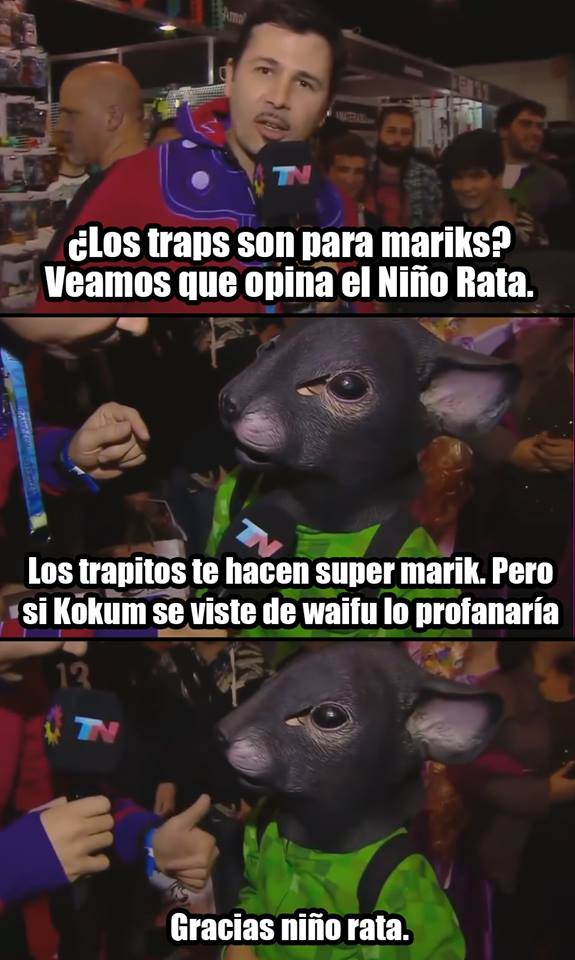 TN
¿Los traps son para mariks?
Veamos que opina el Niño Rata.
TN
Los trapitos te hacen super marik. Pero
si Kokum se viste de waifu lo profanaría
13
TN
Gracias niño rata.